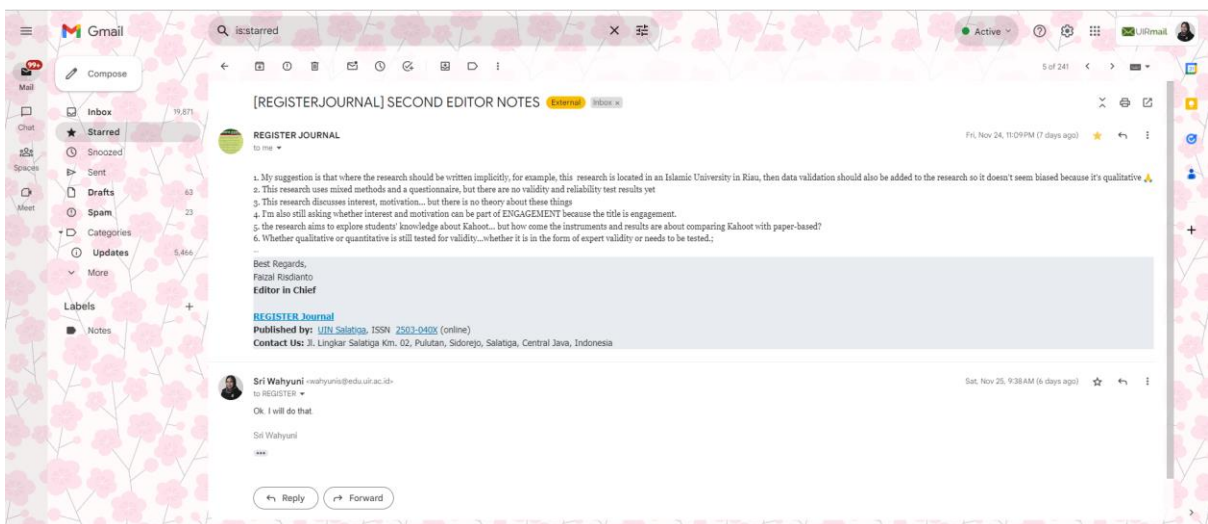 Gmail
is:starred
Active
UIRmail
99+
Mail
Chat
Spaces
Meet
Compose
Inbox 19,871
Starred
Snoozed
Sent
Drafts 63
Spam 23
Categories
Updates 5,466
More
Labels
Notes
5 of 241
[REGISTERJOURNAL] SECOND EDITOR NOTES External Inbox x
REGISTER JOURNAL Fri, Nov 24, 11:09 PM (7 days ago)
to me
1. My suggestion is that where the research should be written implicitly, for example, this research is located in an Islamic University in Riau, then data validation should also be added to the research so it doesn't seem biased because it's qualitative 🙏
2. This research uses mixed methods and a questionnaire, but there are no validity and reliability test results yet
3. This research discusses interest, motivation... but there is no theory about these things
4. I'm also still asking whether interest and motivation can be part of ENGAGEMENT because the title is engagement.
5. the research aims to explore students' knowledge about Kahoot... but how come the instruments and results are about comparing Kahoot with paper-based?
6. Whether qualitative or quantitative is still tested for validity...whether it is in the form of expert validity or needs to be tested.;
--
Best Regards,
Faizal Risdianto
Editor in Chief
REGISTER Journal
Published by: UIN Salatiga, ISSN 2503-040X (online)
Contact Us: Jl. Lingkar Salatiga Km. 02, Pulutan, Sidorejo, Salatiga, Central Java, Indonesia
Sri Wahyuni <wahyunis@edu.uir.ac.id> Sat, Nov 25, 9:38 AM (6 days ago)
to REGISTER
Ok. I will do that.
Sri Wahyuni
Reply
Forward